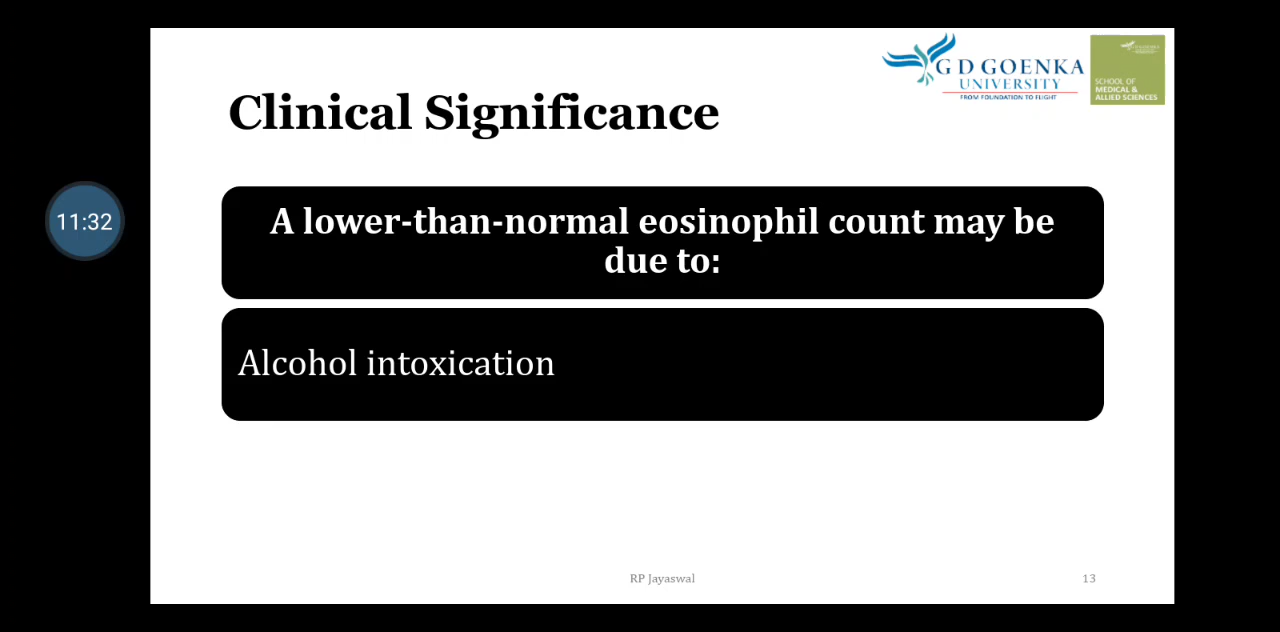 G D GOENKA
UNIVERSITY
FROM FOUNDATION TO FLIGHT
SCHOOL OF
MEDICAL &
ALLIED SCIENCES
Clinical Significance
11:32
A lower-than-normal eosinophil count may be
due to:
Alcohol intoxication
RP Jayaswal
13